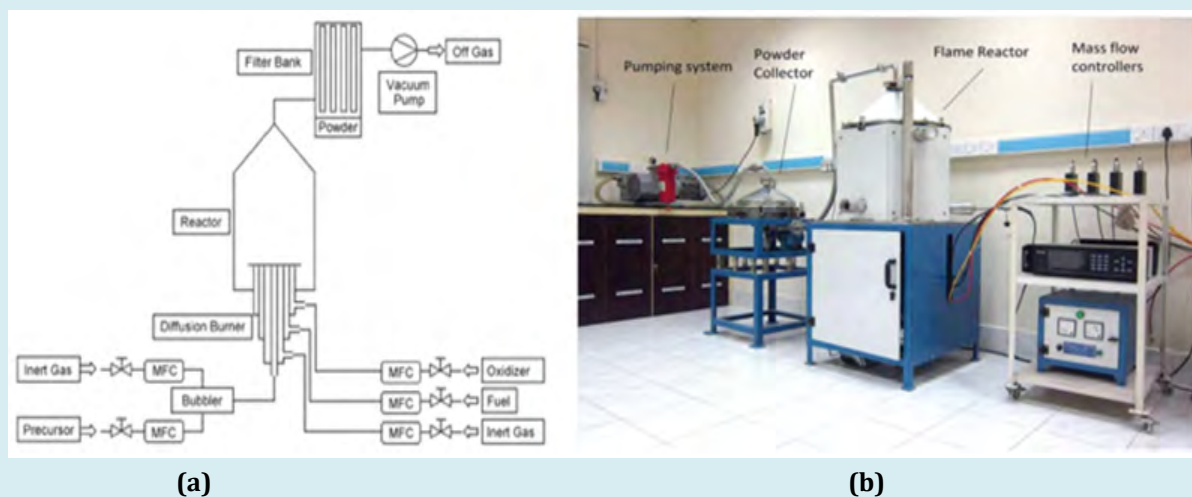 Filter Bank
Off Gas
Vacuum
Pump
Powder
Reactor
Diffusion Burner
Inert Gas
MFC
MFC
Oxidizer
Bubbler
MFC
Fuel
Precursor
MFC
MFC
Inert Gas
(a)
Pumping system
Powder
Collector
Flame Reactor
Mass flow
controllers
(b)